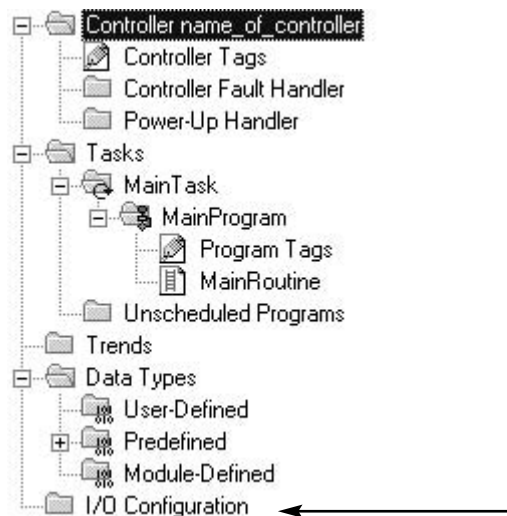 Controller name_of_controller
Controller Tags
Controller Fault Handler
Power-Up Handler
Tasks
MainTask
MainProgram
Program Tags
MainRoutine
Unscheduled Programs
Trends
Data Types
User-Defined
Predefined
Module-Defined
I/O Configuration